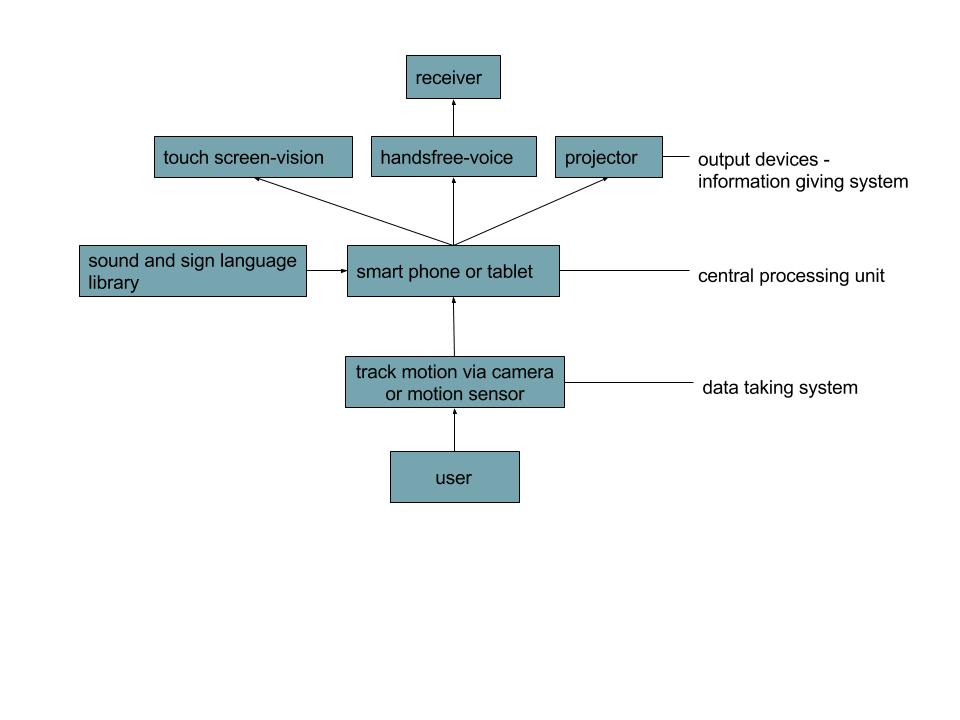 receiver
touch screen-vision
handsfree-voice
projector
output devices -
information giving system
sound and sign language
library
smart phone or tablet
central processing unit
track motion via camera
or motion sensor
data taking system
user